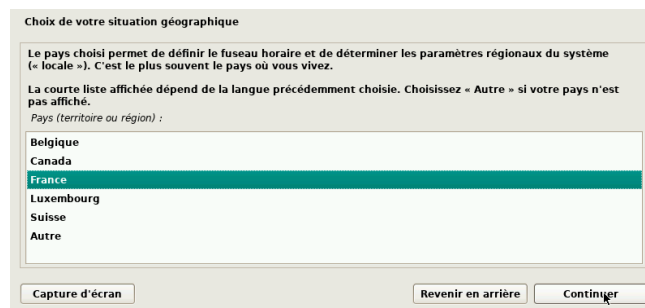 Choix de votre situation géographique
Le pays choisi permet de définir le fuseau horaire et de déterminer les paramètres régionaux du système
(« locale »). C'est le plus souvent le pays où vous vivez.
La courte liste affichée dépend de la langue précédemment choisie. Choisissez « Autre » si votre pays n'est
pas affiché.
Pays (territoire ou région) :
Belgique
Canada
France
Luxembourg
Suisse
Autre
Capture d'écran
Revenir en arrière
Continuer